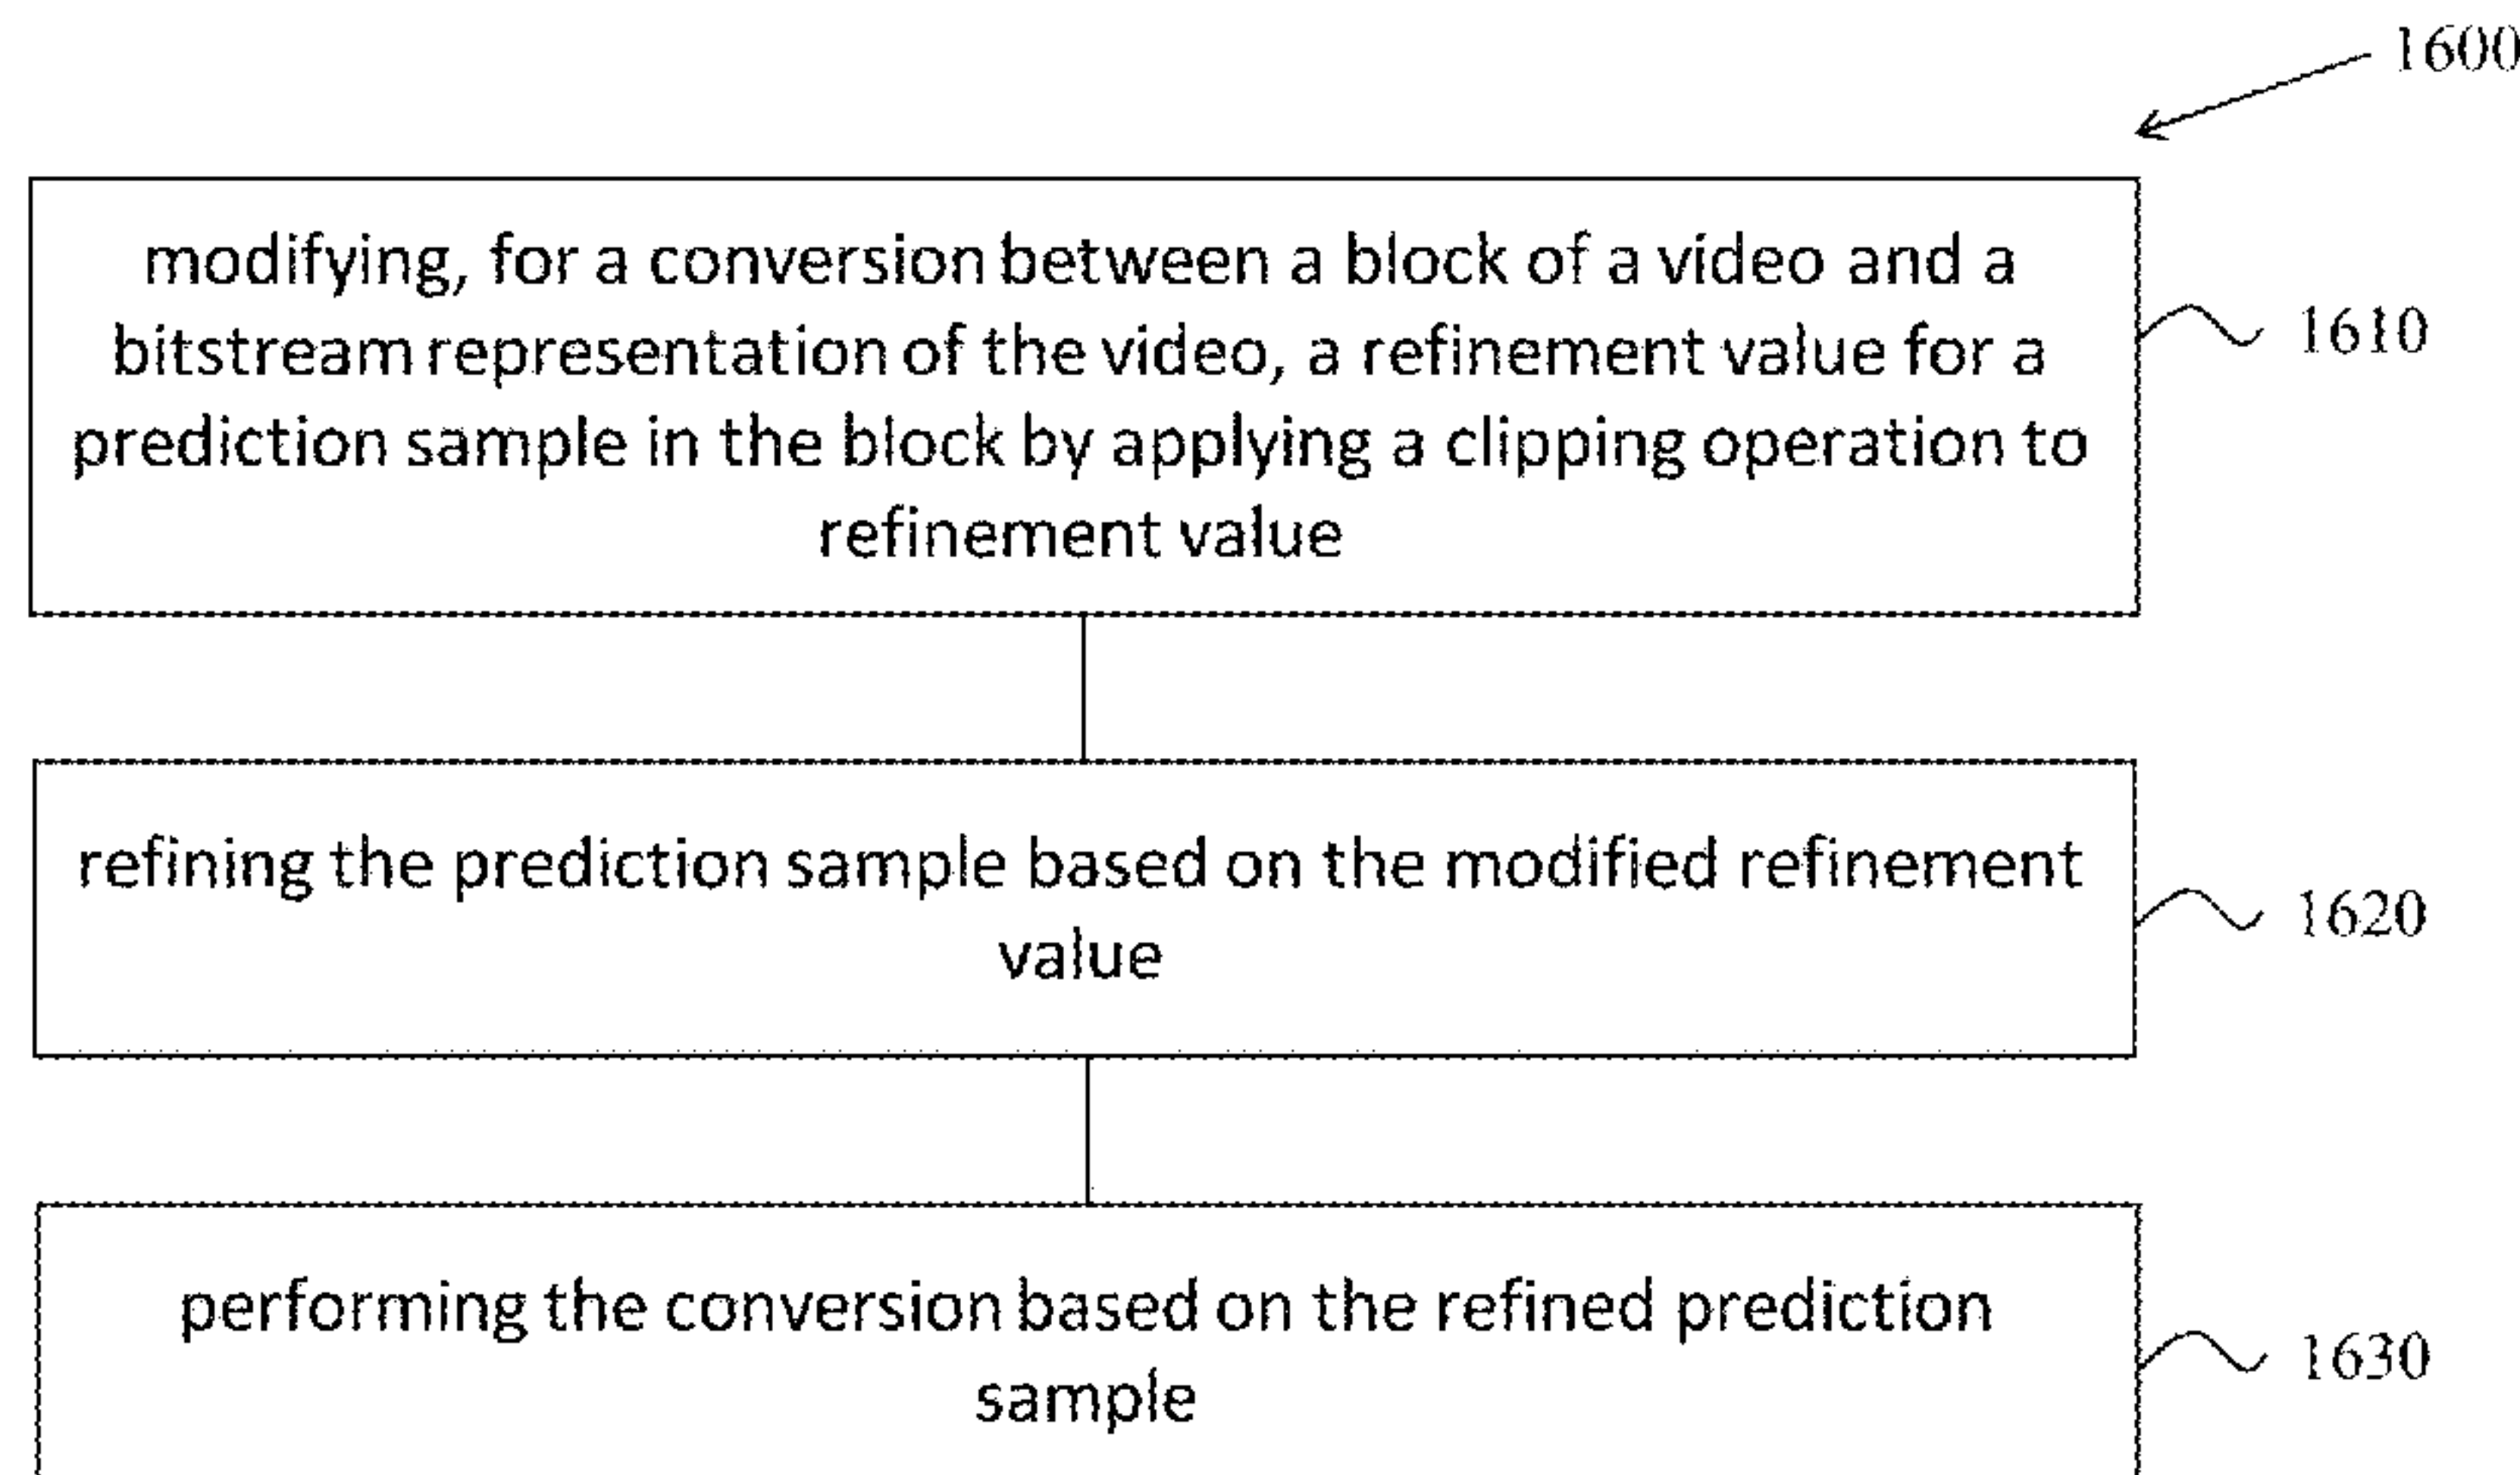 1600
modifying, for a conversion between a block of a video and a
bitstream representation of the video, a refinement value for a
prediction sample in the block by applying a clipping operation to
refinement value
1610
refining the prediction sample based on the modified refinement
value
1620
performing the conversion based on the refined prediction
sample
1630